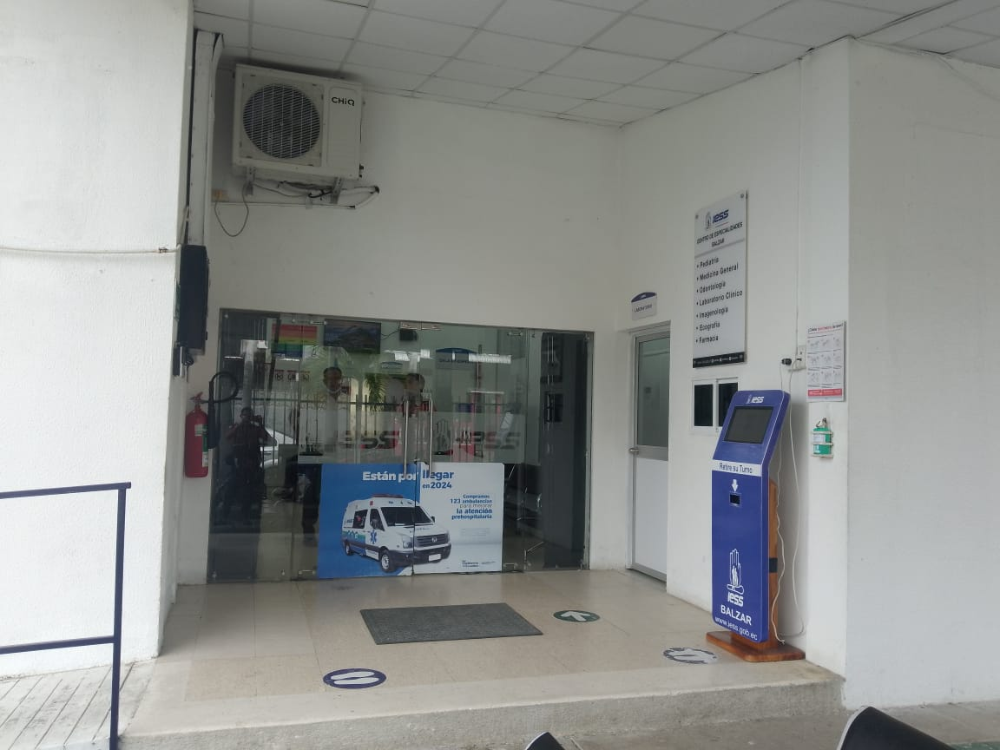 CHiQ
iess
CENTRO DE ESPECIALIDADES
BALZAR
• Pediatría
• Medicina General
• Odontología
• Laboratorio Clínico
• Imagenología
• Ecografía
• Farmacia
LABORATORIO
iess
iess
Están por llegar
en 2024
Compramos
123 ambulancias
para mejorar
la atención
prehospitalaria
iess
Retire su Turno
iess
BALZAR
www.iess.gob.ec